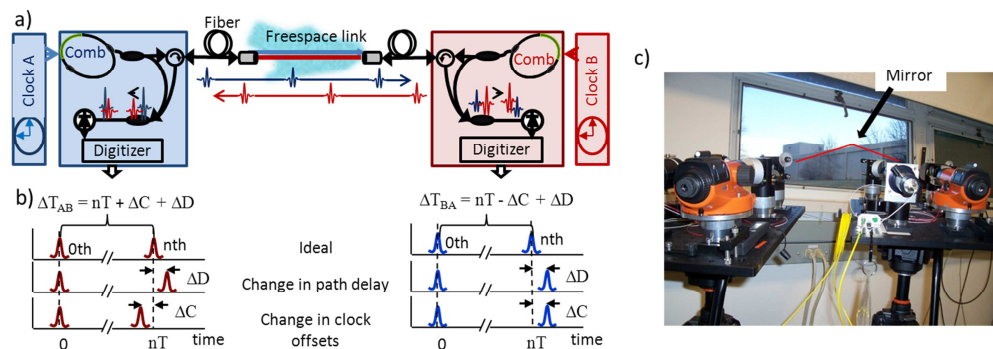 a)
Fiber
Freespace link
Clock A
Comb
Digitizer
Comb
Digitizer
Clock B
c)
Mirror
b)
ΔT_AB = nT + ΔC + ΔD
0th
nth
ΔD
ΔC
0
nT
time
Ideal
Change in path delay
Change in clock
offsets
ΔT_BA = nT - ΔC + ΔD
0th
nth
ΔD
ΔC
0
nT
time